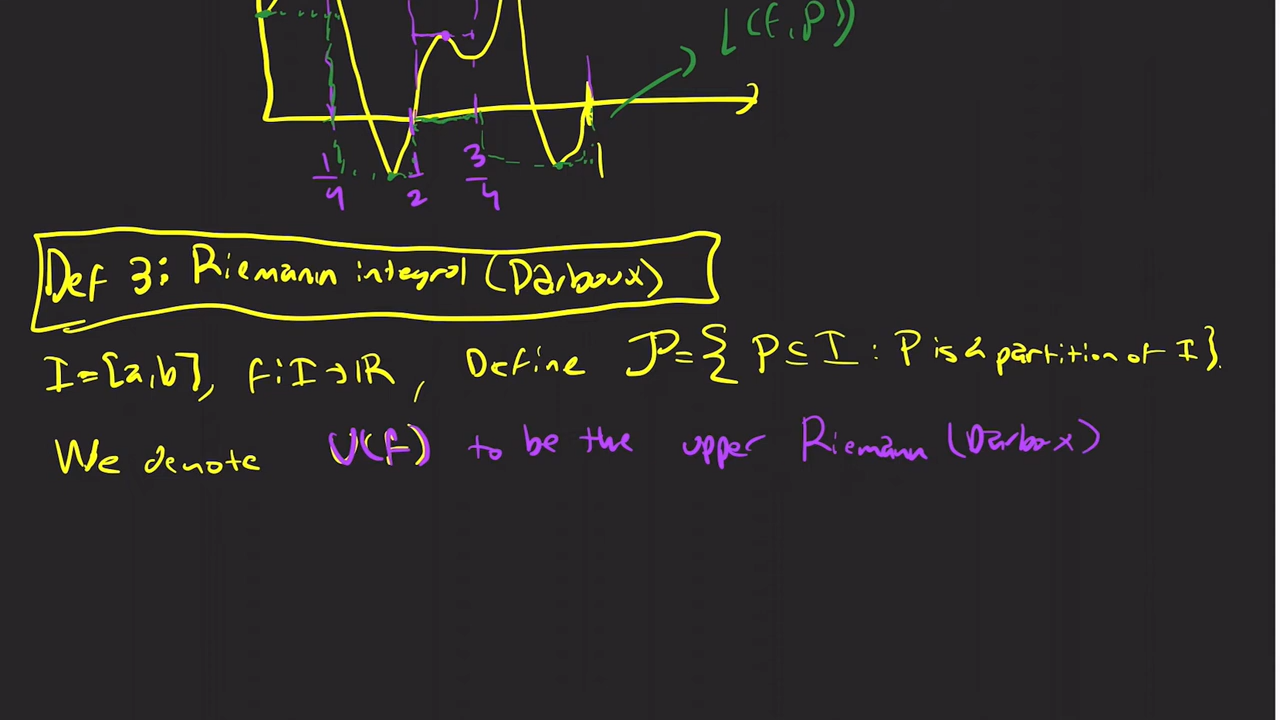 L(f,P)
1/4 1/2 3/4 1
Def 3: Riemann integral (Darboux)
I=[a,b], f:I→ℝ, Define 𝒫={P⊆I : P is a partition of I}.
We denote U(f) to be the upper Riemann (Darboux)